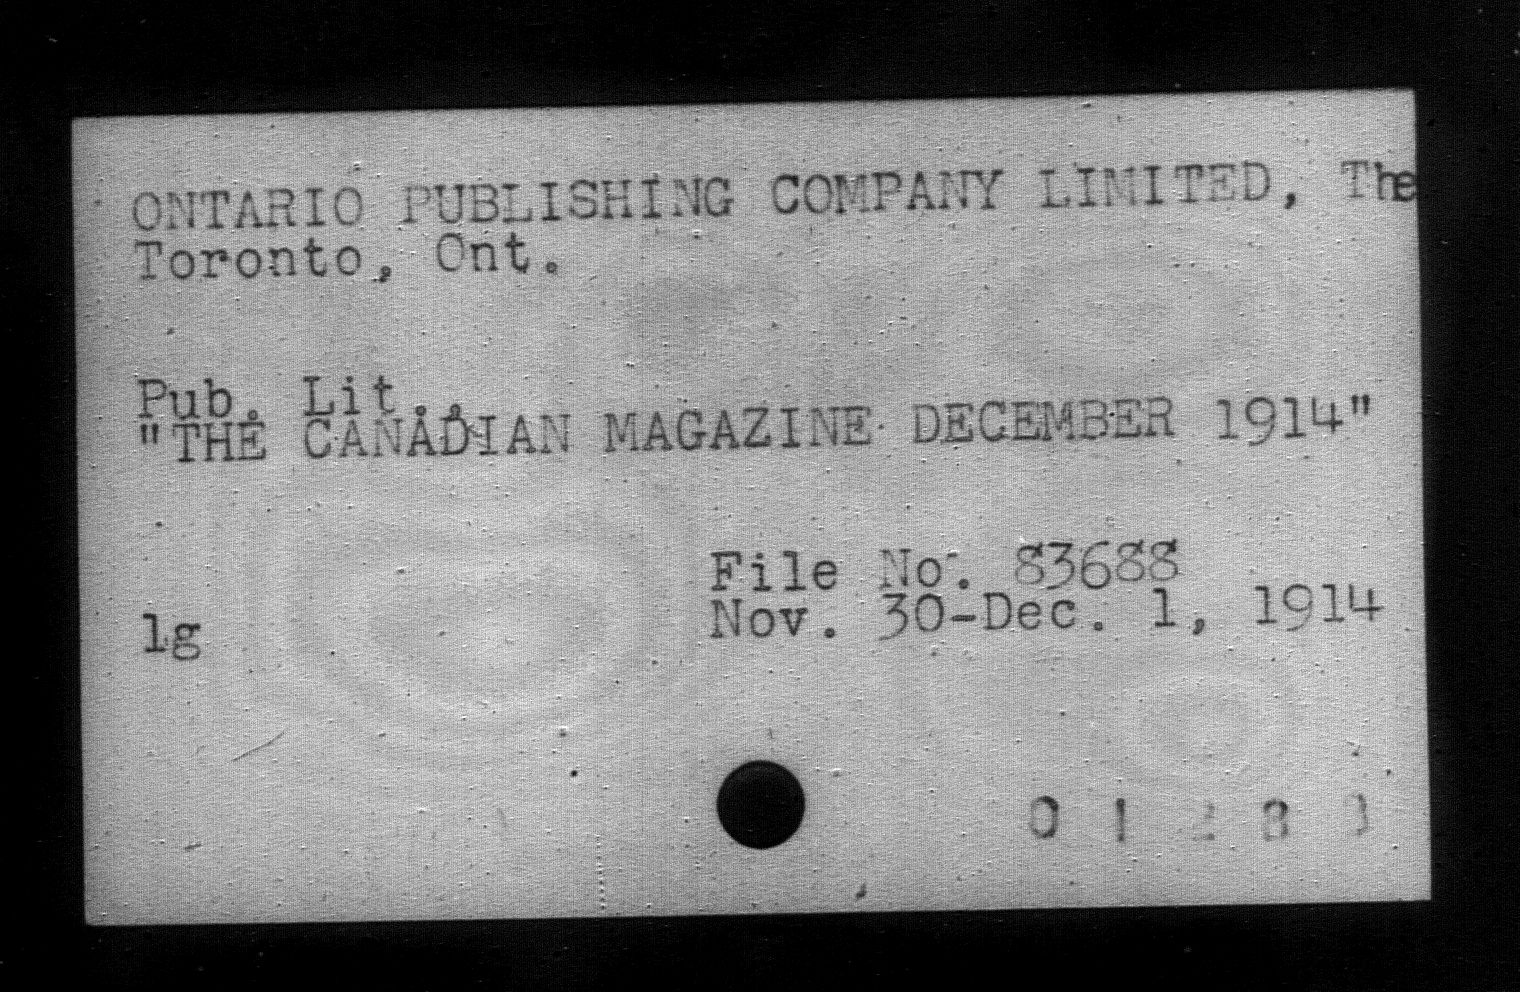 ONTARIO PUBLISHING COMPANY LIMITED, The
Toronto, Ont.
Pub. Lit.
"THE CANADIAN MAGAZINE DECEMBER 1914"
File No. 83688
Nov. 30-Dec. 1, 1914
lg